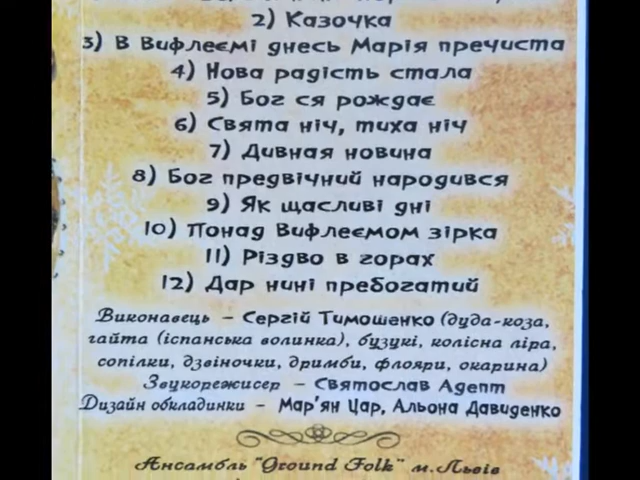 2) Казочка
3) В Вифлеємі днесь Марія пречиста
4) Нова радість стала
5) Бог ся рождає
6) Свята ніч, тиха ніч
7) Дивная новина
8) Бог предвічний народився
9) Як щасливі дні
10) Понад Вифлеємом зірка
11) Різдво в горах
12) Дар нині пребогатий
Виконавець – Сергій Тимошенко (дуда-коза,
гайта (іспанська волинка), бузукі, колісна ліра,
сопілки, дзвіночки, дримби, флояри, окарина)
Звукорежисер – Святослав Адепт
Дизайн обкладинки – Мар'ян Цар, Альона Давиденко
Ансамбль "Ground Folk" м.Львів